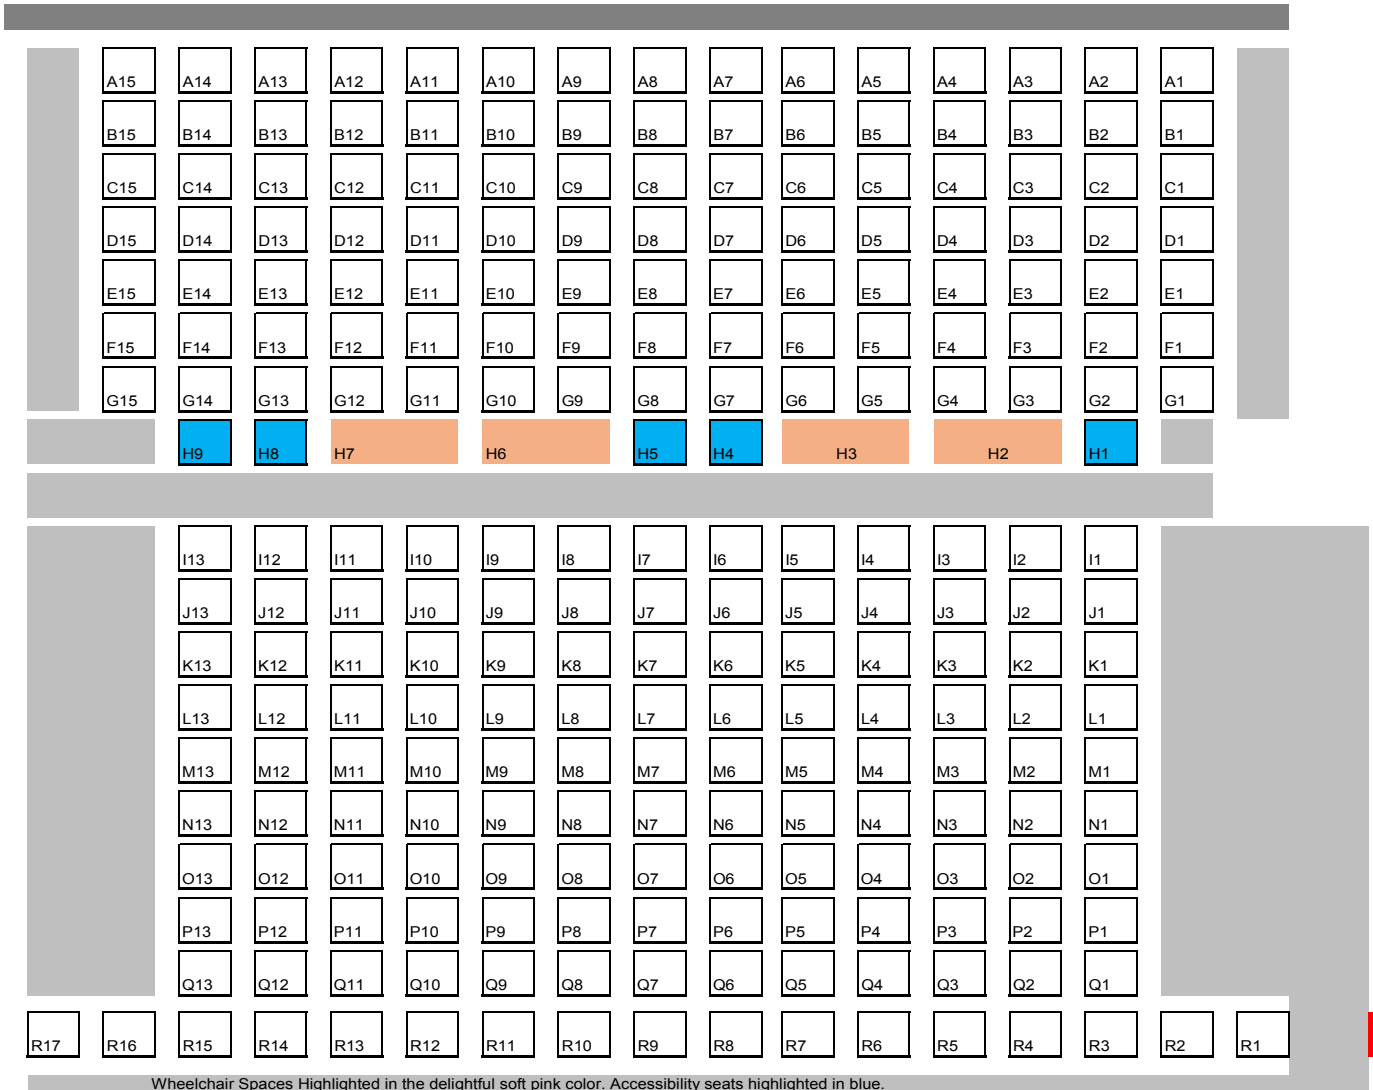 A15 A14 A13 A12 A11 A10 A9 A8 A7 A6 A5 A4 A3 A2 A1
B15 B14 B13 B12 B11 B10 B9 B8 B7 B6 B5 B4 B3 B2 B1
C15 C14 C13 C12 C11 C10 C9 C8 C7 C6 C5 C4 C3 C2 C1
D15 D14 D13 D12 D11 D10 D9 D8 D7 D6 D5 D4 D3 D2 D1
E15 E14 E13 E12 E11 E10 E9 E8 E7 E6 E5 E4 E3 E2 E1
F15 F14 F13 F12 F11 F10 F9 F8 F7 F6 F5 F4 F3 F2 F1
G15 G14 G13 G12 G11 G10 G9 G8 G7 G6 G5 G4 G3 G2 G1
H9 H8 H7 H6 H5 H4 H3 H2 H1
I13 I12 I11 I10 I9 I8 I7 I6 I5 I4 I3 I2 I1
J13 J12 J11 J10 J9 J8 J7 J6 J5 J4 J3 J2 J1
K13 K12 K11 K10 K9 K8 K7 K6 K5 K4 K3 K2 K1
L13 L12 L11 L10 L9 L8 L7 L6 L5 L4 L3 L2 L1
M13 M12 M11 M10 M9 M8 M7 M6 M5 M4 M3 M2 M1
N13 N12 N11 N10 N9 N8 N7 N6 N5 N4 N3 N2 N1
O13 O12 O11 O10 O9 O8 O7 O6 O5 O4 O3 O2 O1
P13 P12 P11 P10 P9 P8 P7 P6 P5 P4 P3 P2 P1
Q13 Q12 Q11 Q10 Q9 Q8 Q7 Q6 Q5 Q4 Q3 Q2 Q1
R17 R16 R15 R14 R13 R12 R11 R10 R9 R8 R7 R6 R5 R4 R3 R2 R1
Wheelchair Spaces Highlighted in the delightful soft pink color. Accessibility seats highlighted in blue.